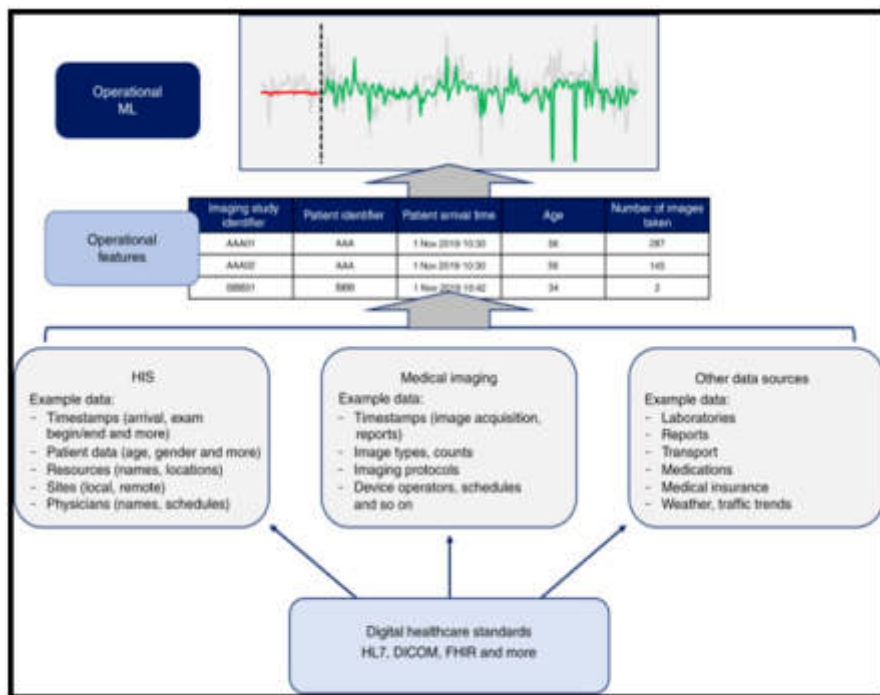 Operational
ML
Operational
features
Imaging study
identifier
Patient identifier
Patient arrival time
Age
Number of images
taken
AAA01
AAA
1 Nov 2019 10:30
56
287
AAA02
AAA
1 Nov 2019 10:30
56
145
BBB01
BBB
1 Nov 2019 10:42
34
2
HIS
Example data:
- Timestamps (arrival, exam
begin/end and more)
- Patient data (age, gender and more)
- Resources (names, locations)
- Sites (local, remote)
- Physicians (names, schedules)
Medical imaging
Example data:
- Timestamps (image acquisition,
reports)
- Image types, counts
- Imaging protocols
- Device operators, schedules
and so on
Other data sources
Example data:
- Laboratories
- Reports
- Transport
- Medications
- Medical insurance
- Weather, traffic trends
Digital healthcare standards
HL7, DICOM, FHIR and more